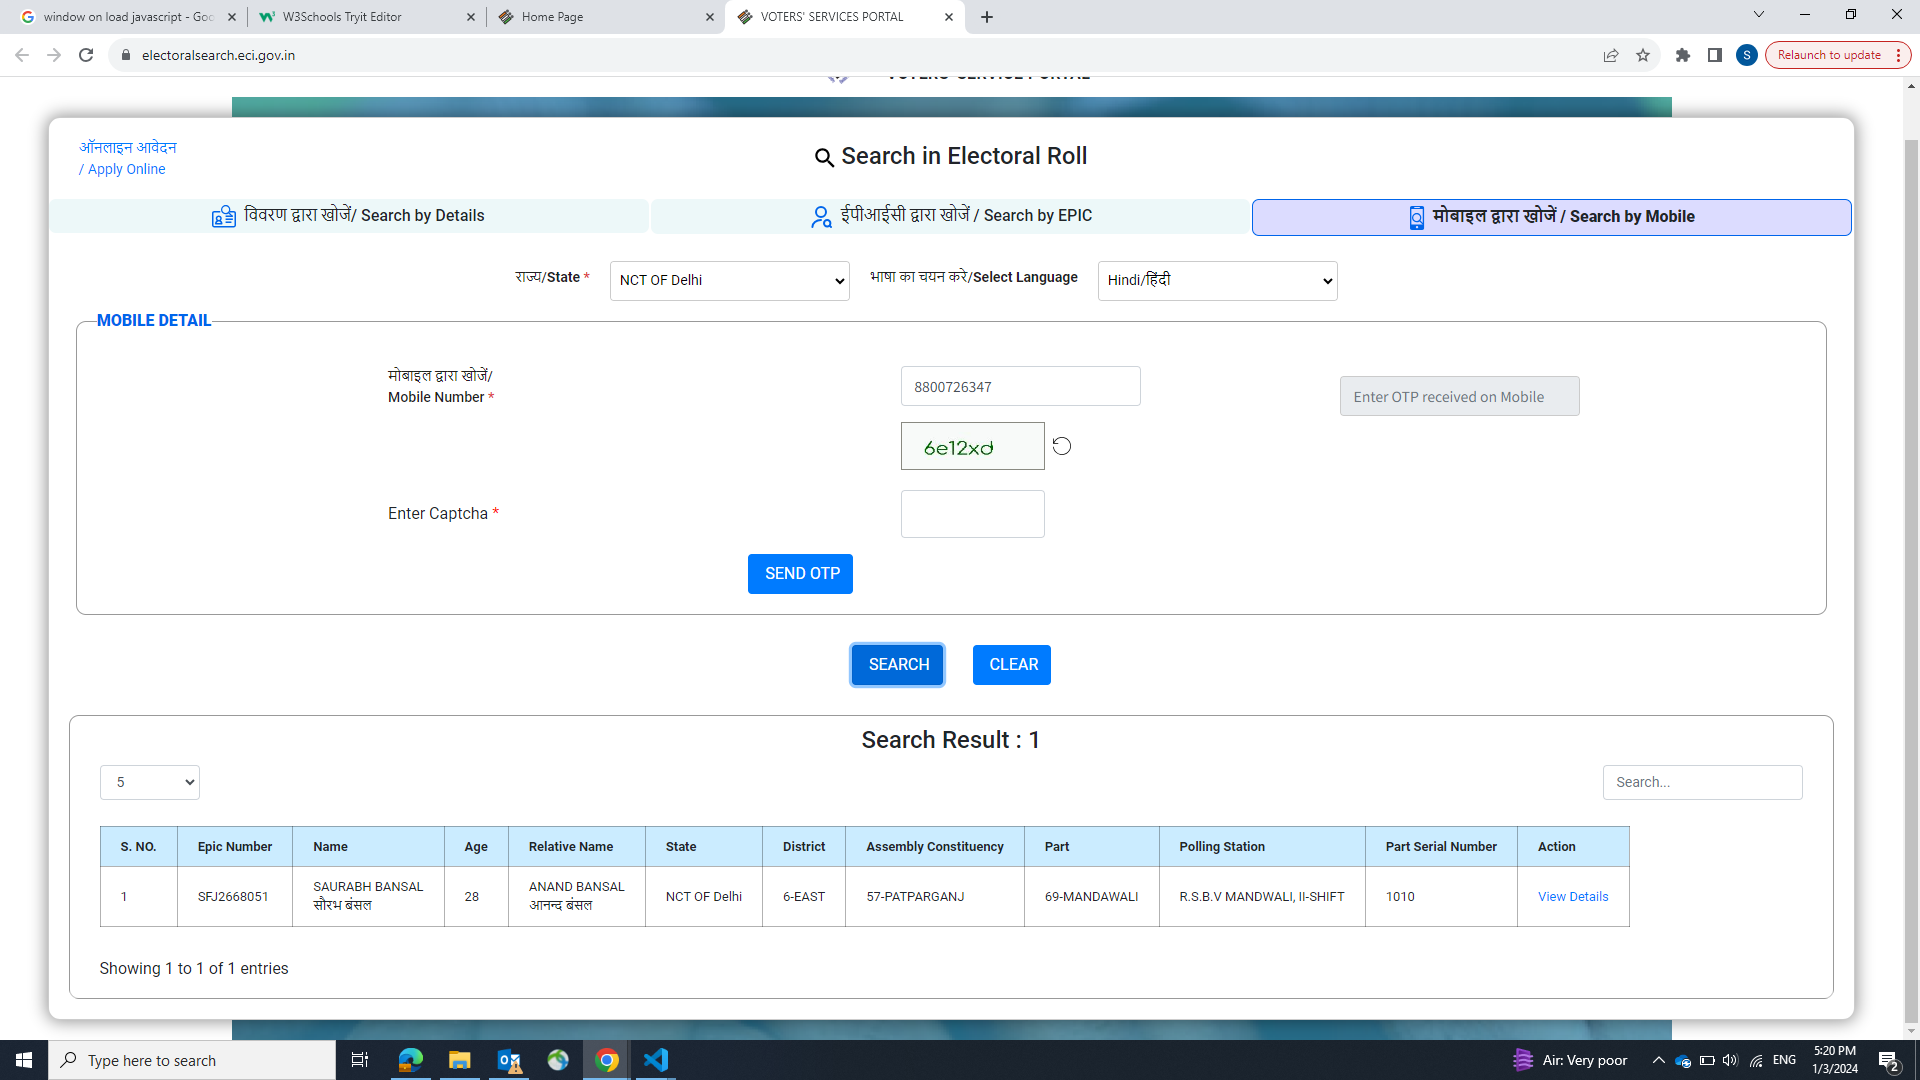 window on load javascript - Goo
W3Schools Tryit Editor
Home Page
VOTERS' SERVICES PORTAL
electoralsearch.eci.gov.in
S
Relaunch to update
ऑनलाइन आवेदन
/ Apply Online
Search in Electoral Roll
विवरण द्वारा खोजें/ Search by Details
ईपीआईसी द्वारा खोजें / Search by EPIC
मोबाइल द्वारा खोजें / Search by Mobile
राज्य/State *
NCT OF Delhi
भाषा का चयन करे/Select Language
Hindi/हिंदी
MOBILE DETAIL
मोबाइल द्वारा खोजें/
Mobile Number *
8800726347
Enter OTP received on Mobile
6e12xd
Enter Captcha *
SEND OTP
SEARCH
CLEAR
Search Result : 1
5
Search...
S. NO. Epic Number Name Age Relative Name State District Assembly Constituency Part Polling Station Part Serial Number Action
1 SFJ2668051 SAURABH BANSAL 28 ANAND BANSAL NCT OF Delhi 6-EAST 57-PATPARGANJ 69-MANDAWALI R.S.B.V MANDWALI, II-SHIFT 1010 View Details
सौरभ बंसल आनन्द बंसल
Showing 1 to 1 of 1 entries
Type here to search
Air: Very poor
ENG
5:20 PM
1/3/2024
2